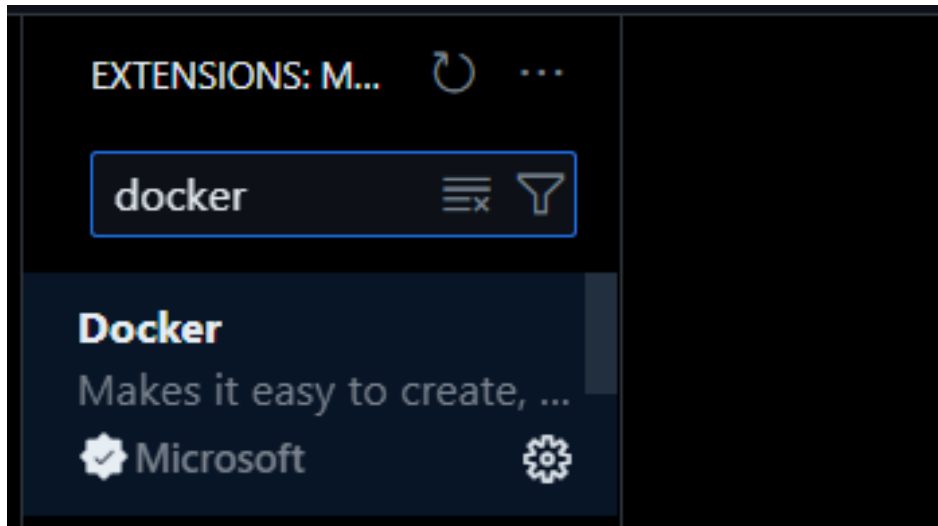 EXTENSIONS: M...
docker
Docker
Makes it easy to create, ...
Microsoft